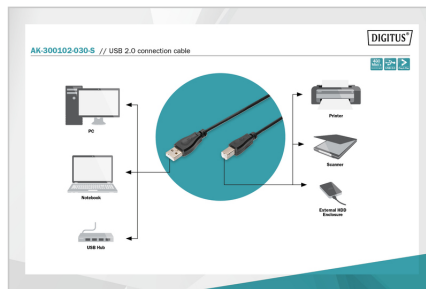 DIGITUS®
AK-300102-030-S // USB 2.0 connection cable
PC
Printer
Notebook
Scanner
USB Hub
External HDD
Enclosure